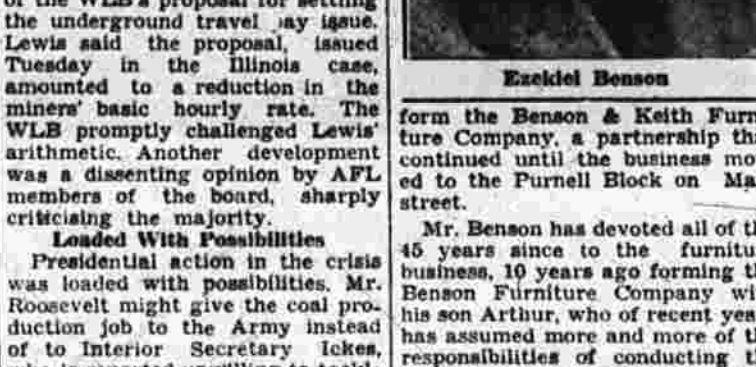 of the WLB's proposal for settling
the underground travel pay issue.
Lewis said the proposal, issued
Tuesday in the Illinois case,
amounted to a reduction in the
miners' basic hourly rate. The
WLB promptly challenged Lewis'
arithmetic. Another development
was a dissenting opinion by AFL
members of the board, sharply
criticising the majority.
Loaded With Possibilities
Presidential action in the crisis
was loaded with possibilities. Mr.
Roosevelt might give the coal pro-
duction job to the Army instead
of to Interior Secretary Ickes,
Ezekiel Benson
form the Benson & Keith Furni
ture Company, a partnership tha
continued until the business mov
ed to the Purnell Block on Ma
street.
Mr. Benson has devoted all of th
45 years since to the furnitu
business, 10 years ago forming
Benson Furniture Company wi
his son Arthur, who of recent yea
has assumed more and more of t
responsibilities of conducting